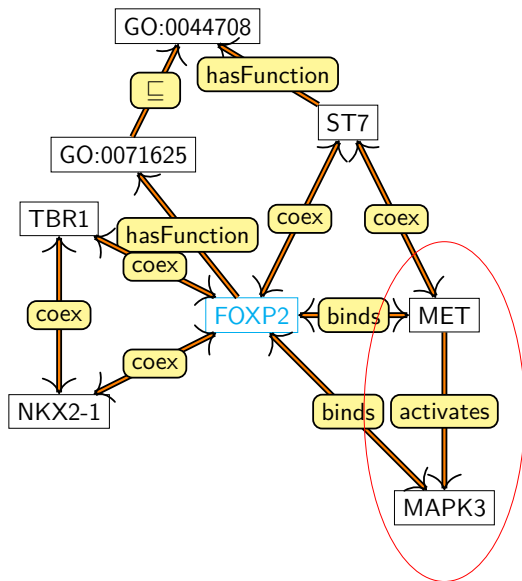 GO:0044708
hasFunction
⊑
ST7
GO:0071625
TBR1
hasFunction
coex
coex
coex
coex
FOXP2
binds
MET
coex
NKX2-1
binds
activates
MAPK3